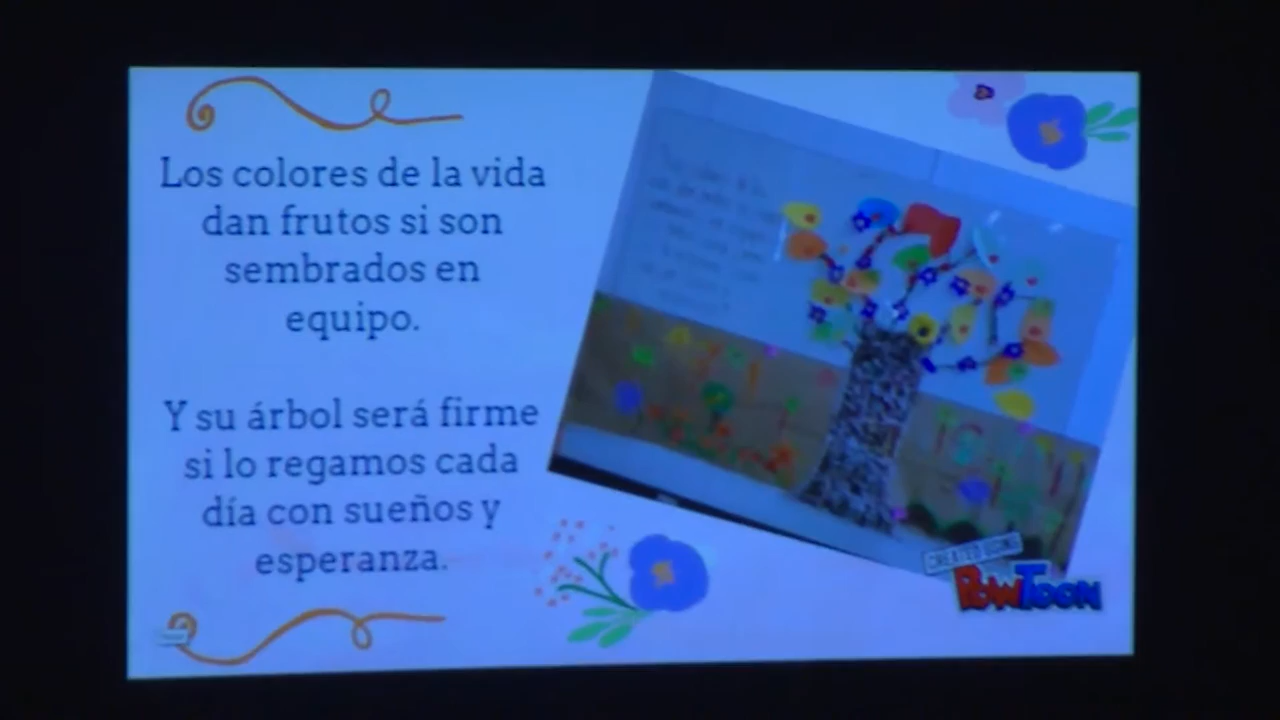 Los colores de la vida
dan frutos si son
sembrados en
equipo.
Y su árbol será firme
si lo regamos cada
día con sueños y
esperanza.
CREATED USING
POWTOON